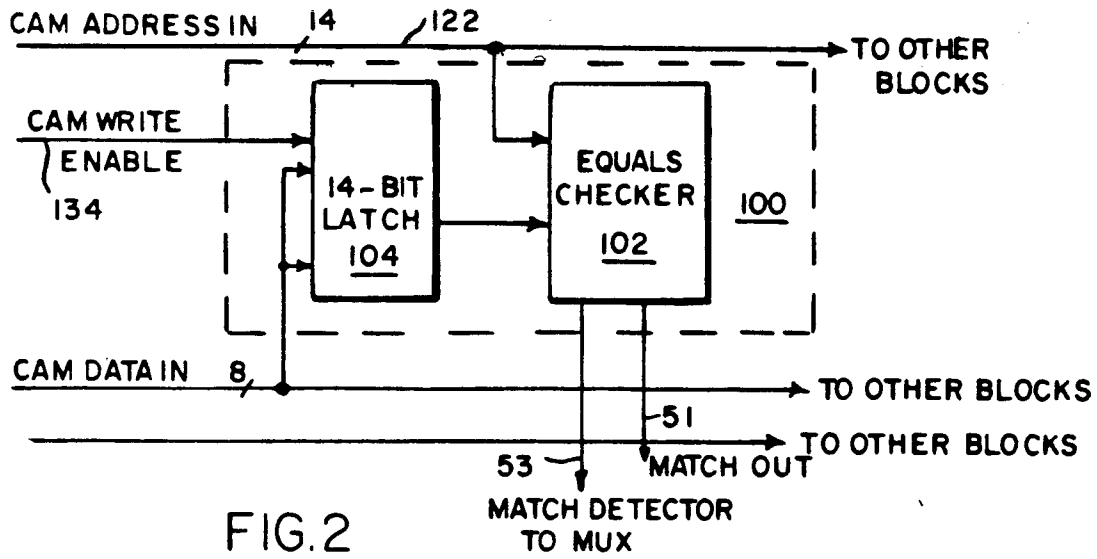 CAM ADDRESS IN 14 122
TO OTHER
BLOCKS
CAM WRITE
ENABLE
134
14-BIT
LATCH
104
EQUALS
CHECKER
102
100
CAM DATA IN 8
TO OTHER BLOCKS
51
TO OTHER BLOCKS
53
MATCH OUT
MATCH DETECTOR
TO MUX
FIG.2